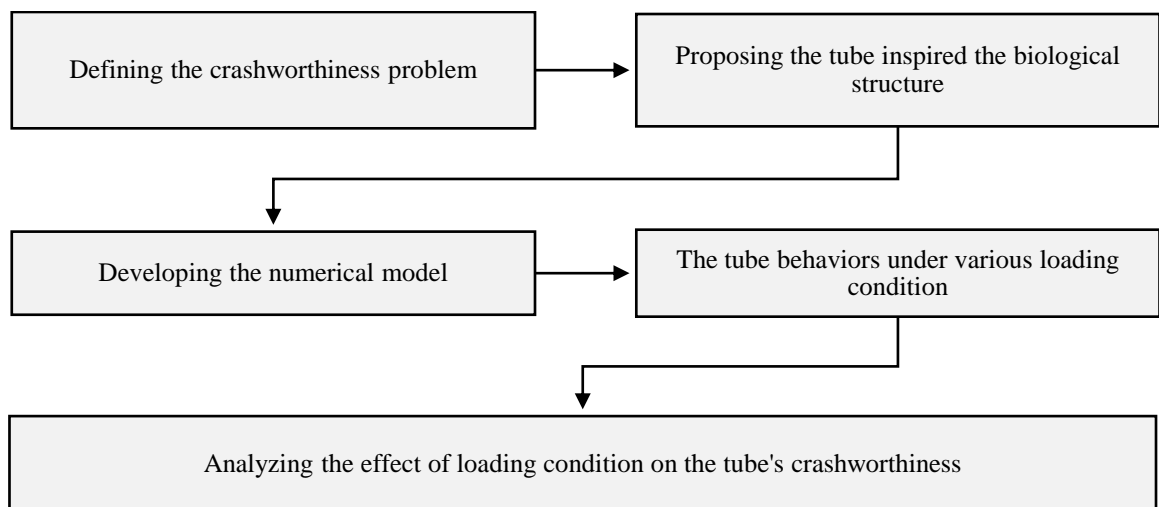 Defining the crashworthiness problem
Proposing the tube inspired the biological
structure
Developing the numerical model
The tube behaviors under various loading
condition
Analyzing the effect of loading condition on the tube's crashworthiness